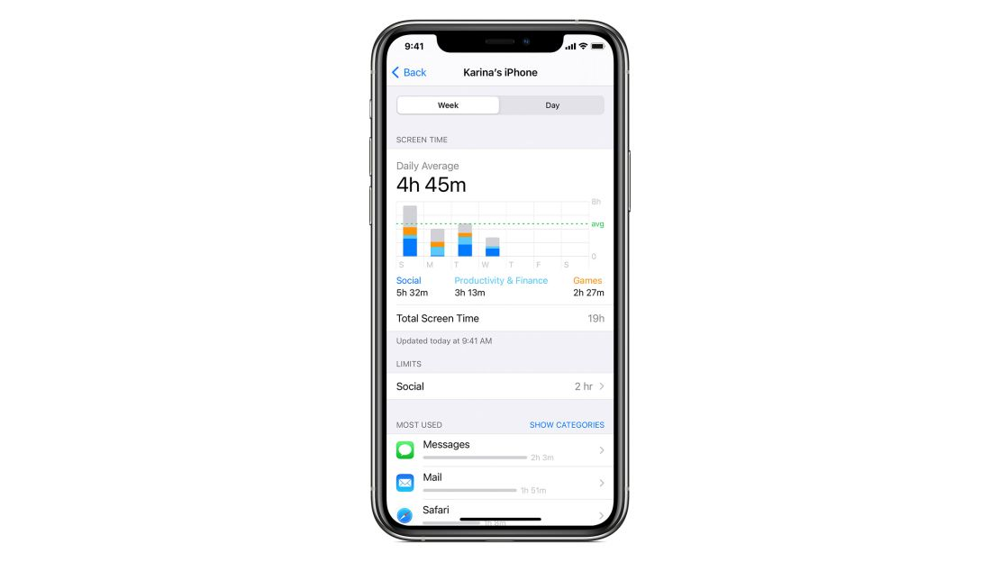 9:41
Back
Karina's iPhone
Week Day
SCREEN TIME
Daily Average
4h 45m
8h
avg
0
S M T W T F S
Social Productivity & Finance Games
5h 32m 3h 13m 2h 27m
Total Screen Time 19h
Updated today at 9:41 AM
LIMITS
Social 2 hr
MOST USED SHOW CATEGORIES
Messages
2h 3m
Mail
1h 51m
Safari
1h 8m